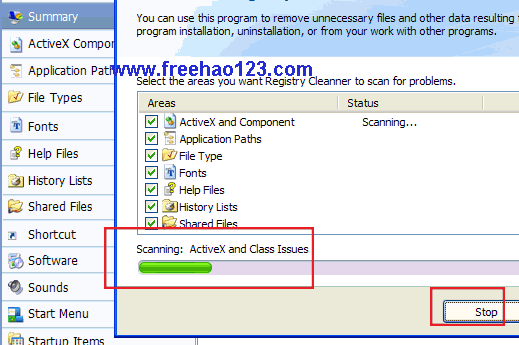 Summary
ActiveX Compo
Application Path
File Types
Fonts
Help Files
History Lists
Shared Files
Shortcut
Software
Sounds
Start Menu
Startup Items
You can use this program to remove unnecessary files and other data resulting
program installation, uninstallation, or from your work with other programs.
www.freehao123.com
Select the areas you want Registry Cleanner to scan for problems.
Areas Status
ActiveX and Component Scanning...
Application Paths
File Type
Fonts
Help Files
History Lists
Shared Files
Scanning: ActiveX and Class Issues
Stop